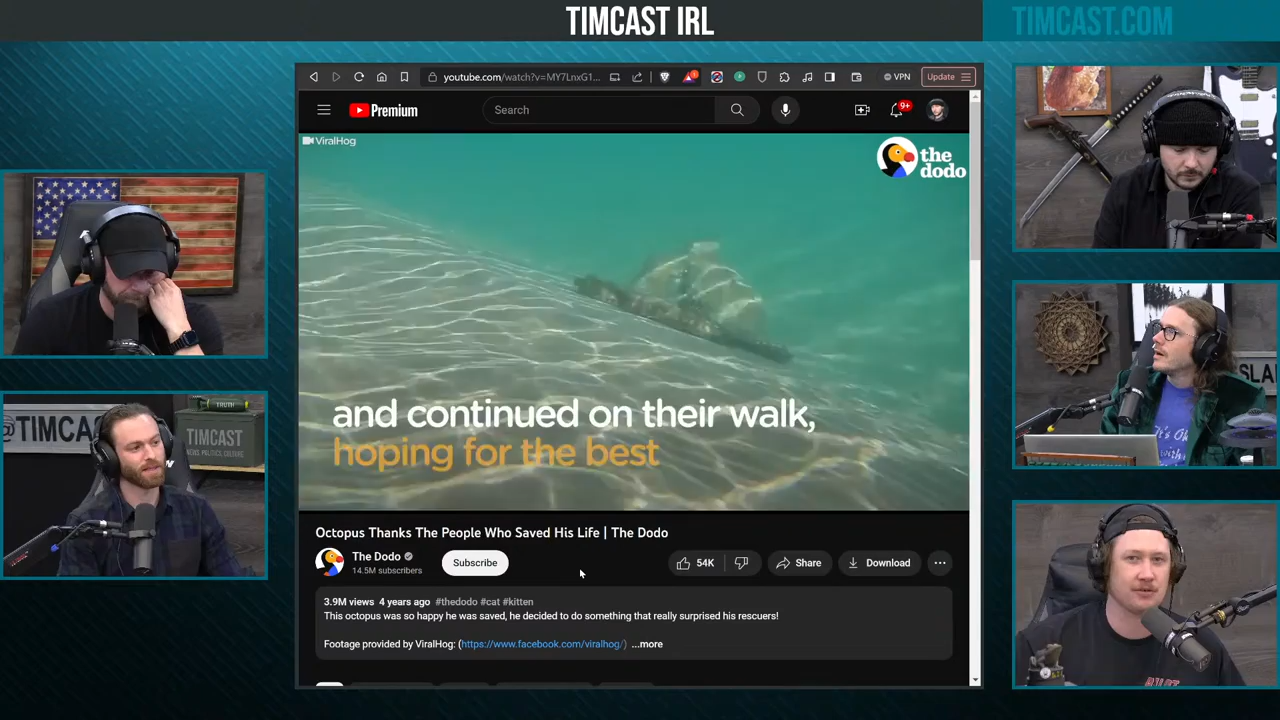 TIMCAST IRL
TIMCAST.COM
youtube.com/watch?v=MY7LnxG1...
VPN
Update
Premium
Search
9+
ViralHog
the
dodo
and continued on their walk,
hoping for the best
Octopus Thanks The People Who Saved His Life | The Dodo
The Dodo
14.5M subscribers
Subscribe
54K
Share
Download
3.9M views 4 years ago #thedodo #cat #kitten
This octopus was so happy he was saved, he decided to do something that really surprised his rescuers!
Footage provided by ViralHog: (https://www.facebook.com/viralhog/) ...more
@TIMCA
TRUTH
TIMCAST
It's Ok